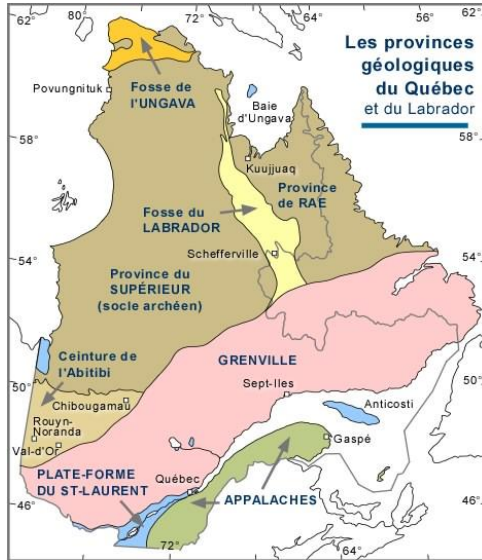 62°
80°
72°
64°
56°
62°
Les provinces
géologiques
du Québec
et du Labrador
Povungnituk
Fosse de
l'UNGAVA
Baie
d'Ungava
58°
58°
Kuujjuaq
Province
de RAE
Fosse du
LABRADOR
Schefferville
54°
54°
Province du
SUPÉRIEUR
(socle archéen)
Ceinture de
l'Abitibi
GRENVILLE
50°
50°
Sept-Iles
Chibougamau
Anticosti
Rouyn-
Noranda
Val-d'Or
Gaspé
PLATE-FORME
DU ST-LAURENT
Québec
APPALACHES
46°
46°
72°
64°